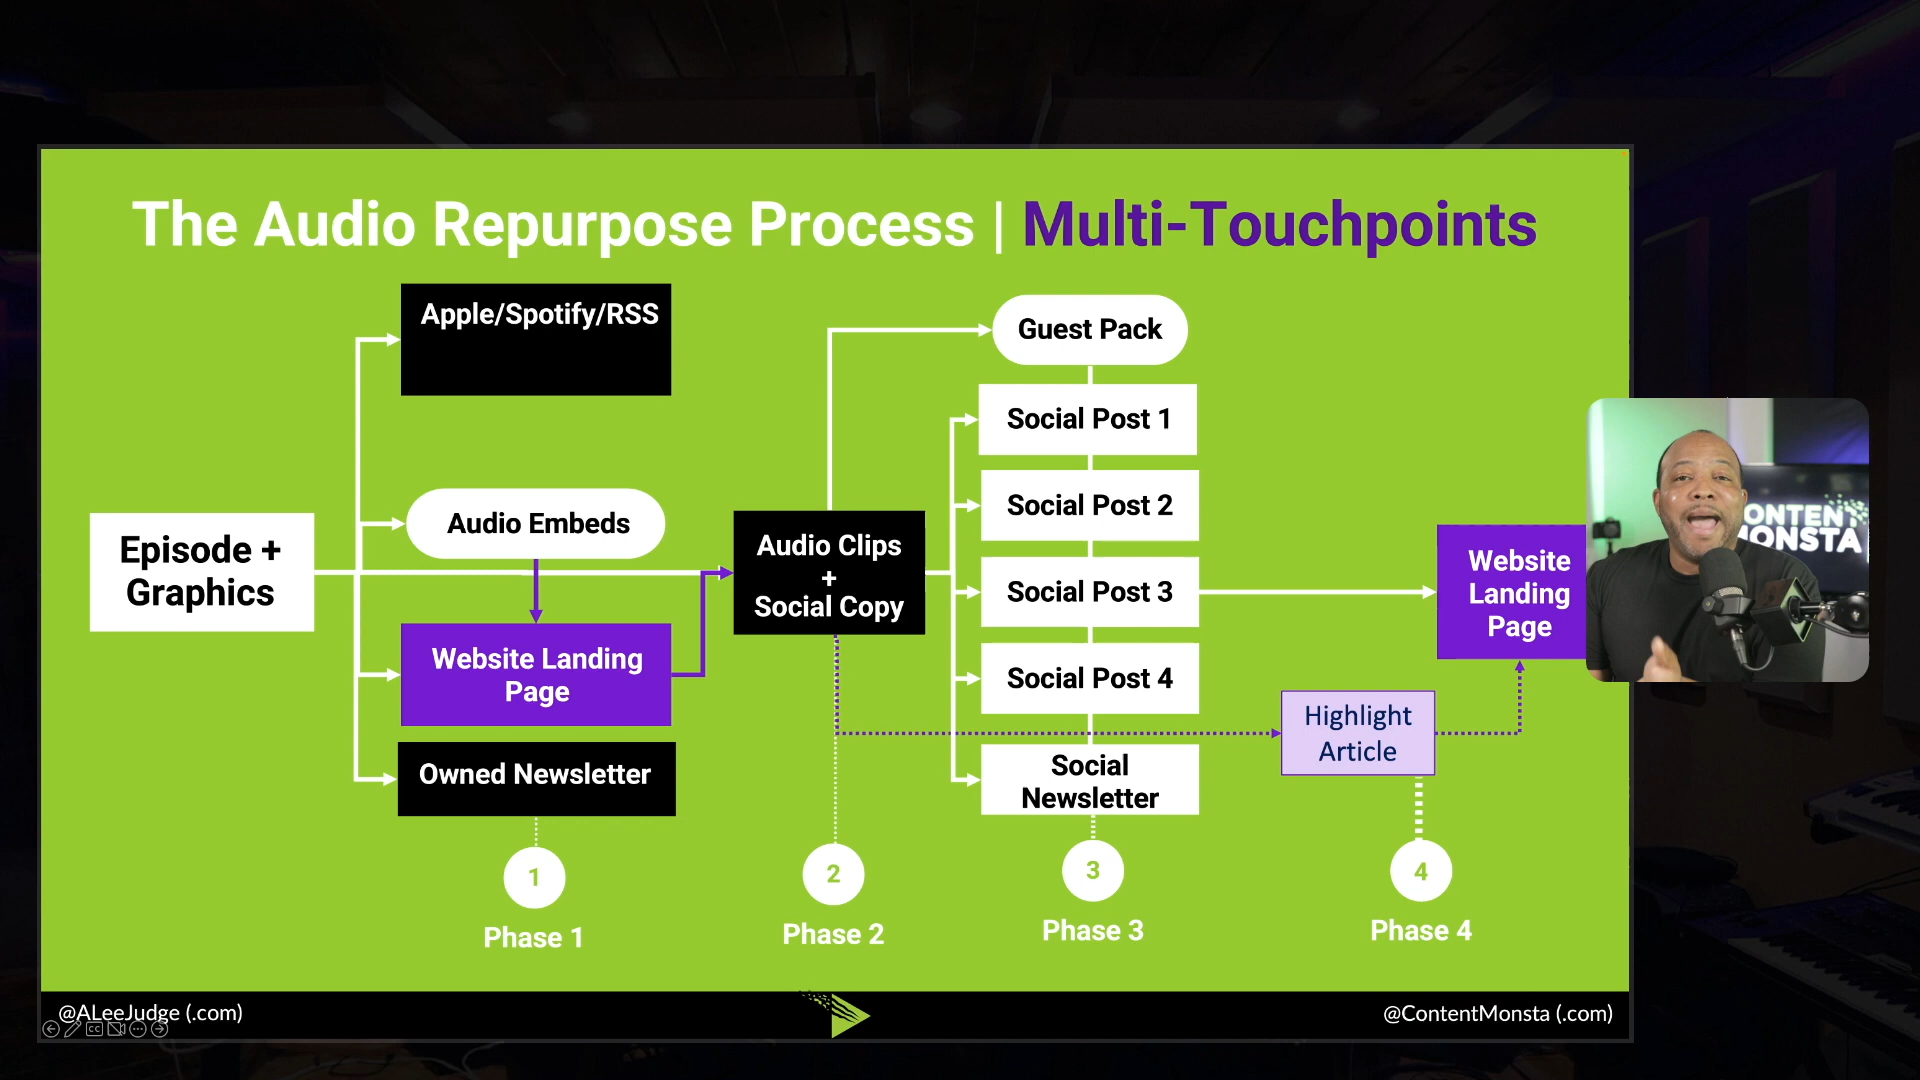 The Audio Repurpose Process | Multi-Touchpoints
Apple/Spotify/RSS
Guest Pack
Social Post 1
Audio Embeds
Social Post 2
Episode +
Graphics
Audio Clips
+
Social Copy
Social Post 3
Website
Landing
Page
ONTENT
MONSTA
Website Landing
Page
Social Post 4
Highlight
Article
Owned Newsletter
Social
Newsletter
1
2
3
4
Phase 1
Phase 2
Phase 3
Phase 4
@ALeeJudge (.com)
CC
@ContentMonsta (.com)